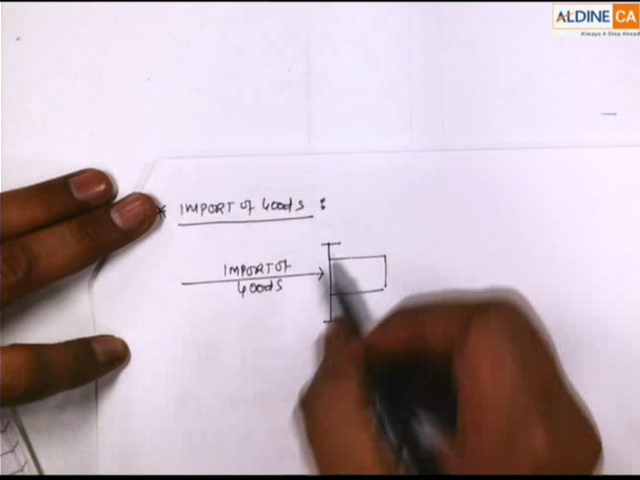 ALDINE CA
Always A Step Ahead
* IMPORT of Goods :
IMPORT of
Goods